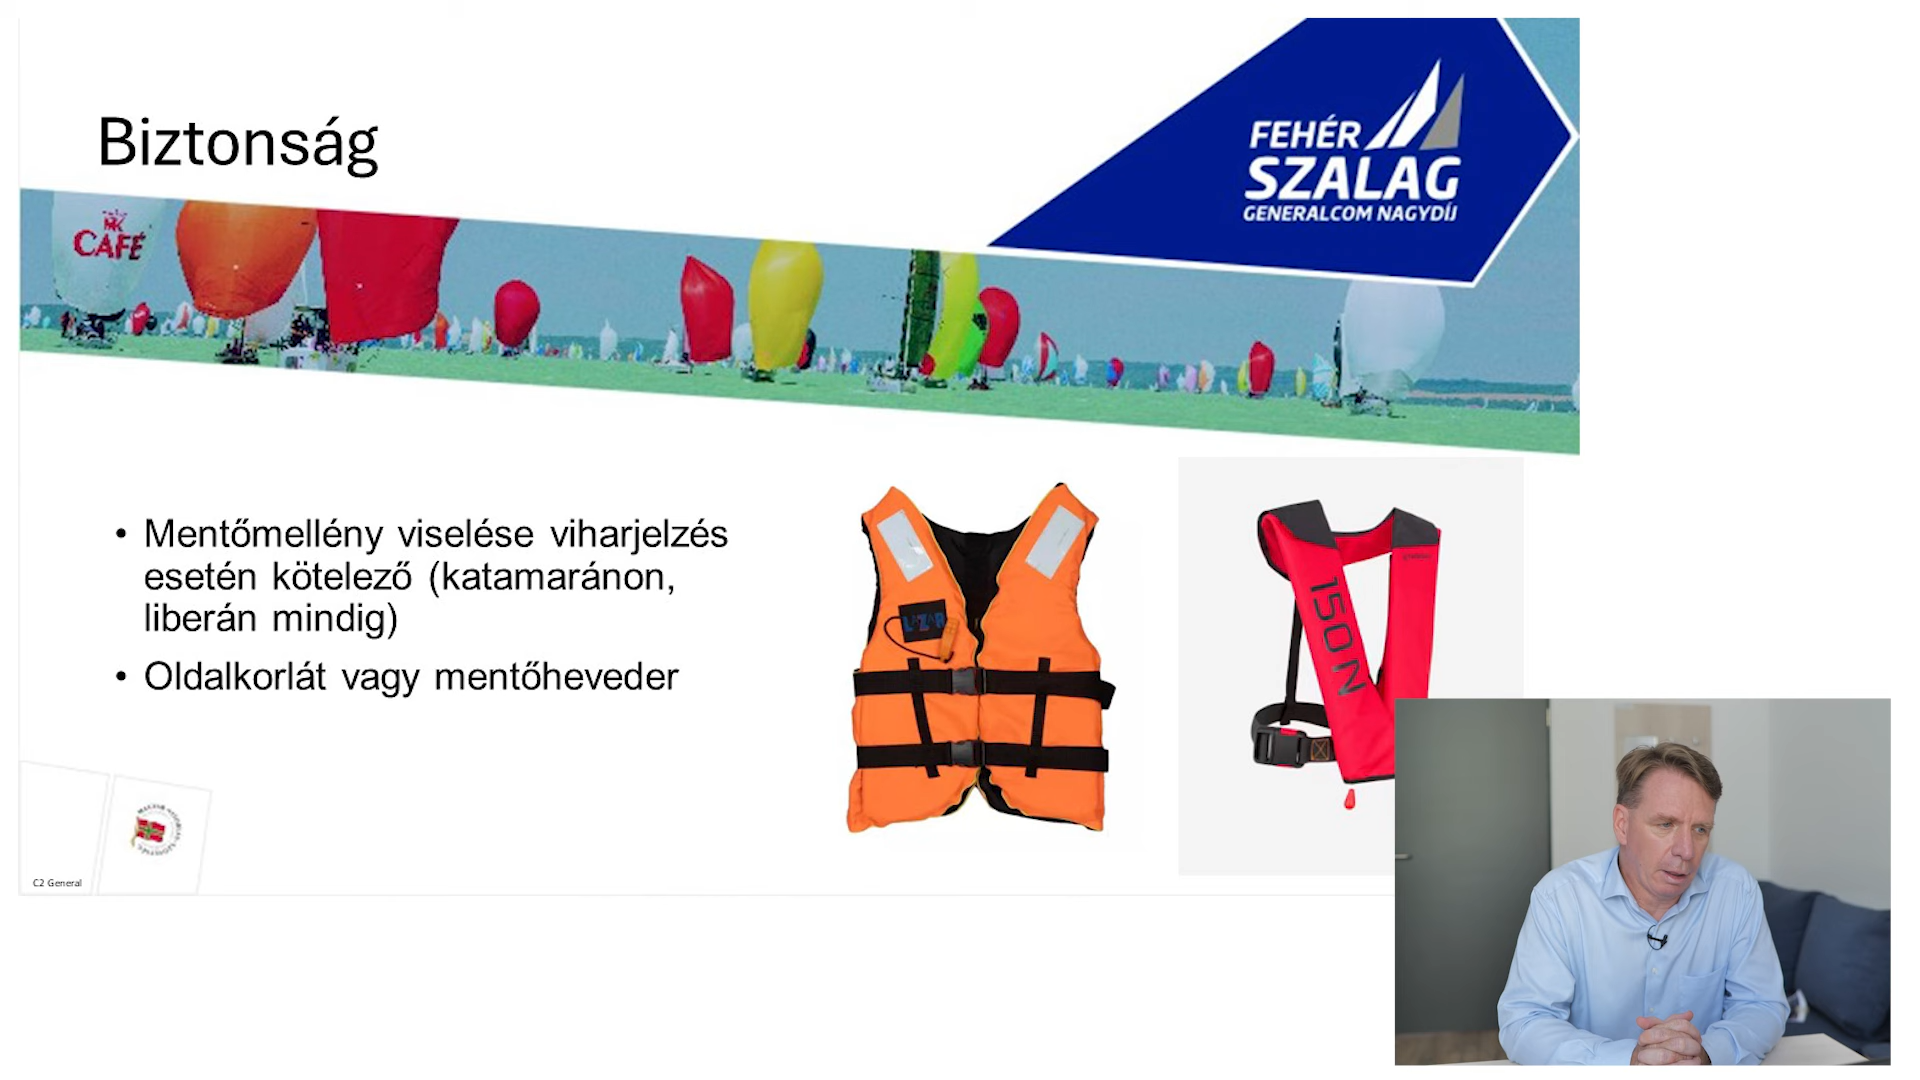 Biztonság
FEHÉR
SZALAG
GENERALCOM NAGYDÍJ
CAFÉ
• Mentőmellény viselése viharjelzés
esetén kötelező (katamaránon,
liberán mindig)
• Oldalkorlát vagy mentőheveder
150N
C2 General